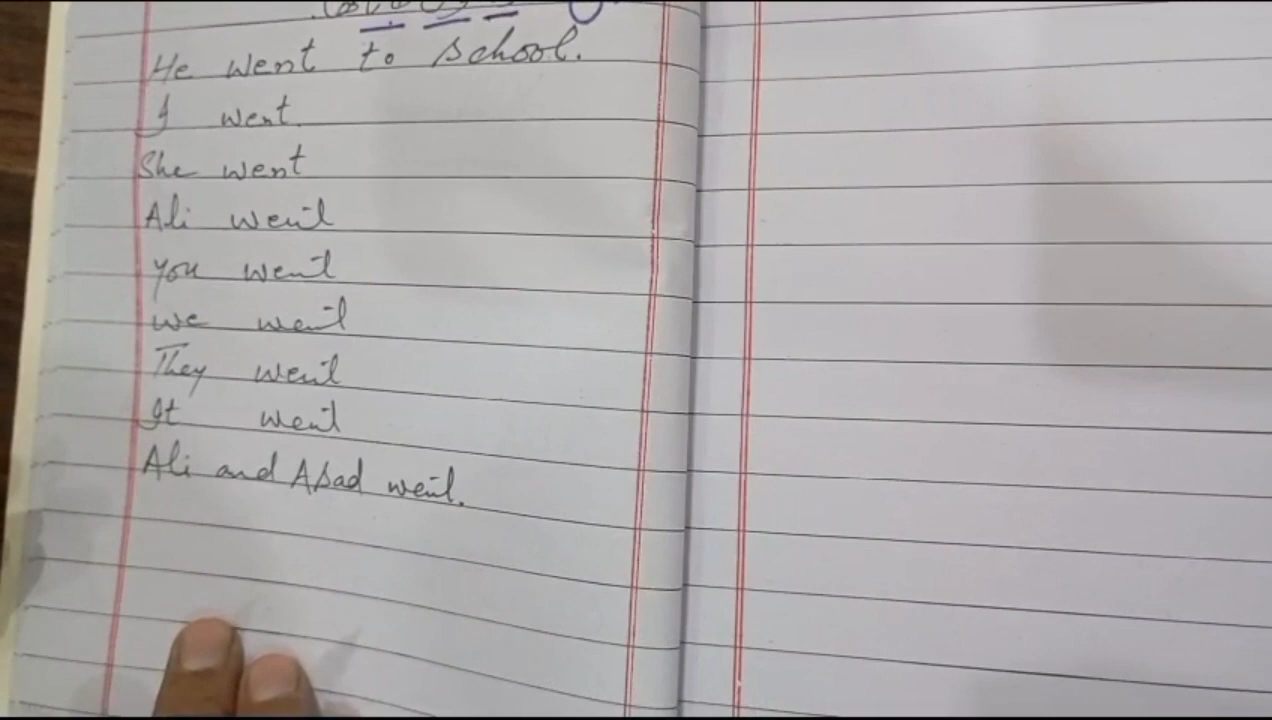 He went to school.
I went
She went
Ali went
you went
we went
They went
It went
Ali and Asad went.